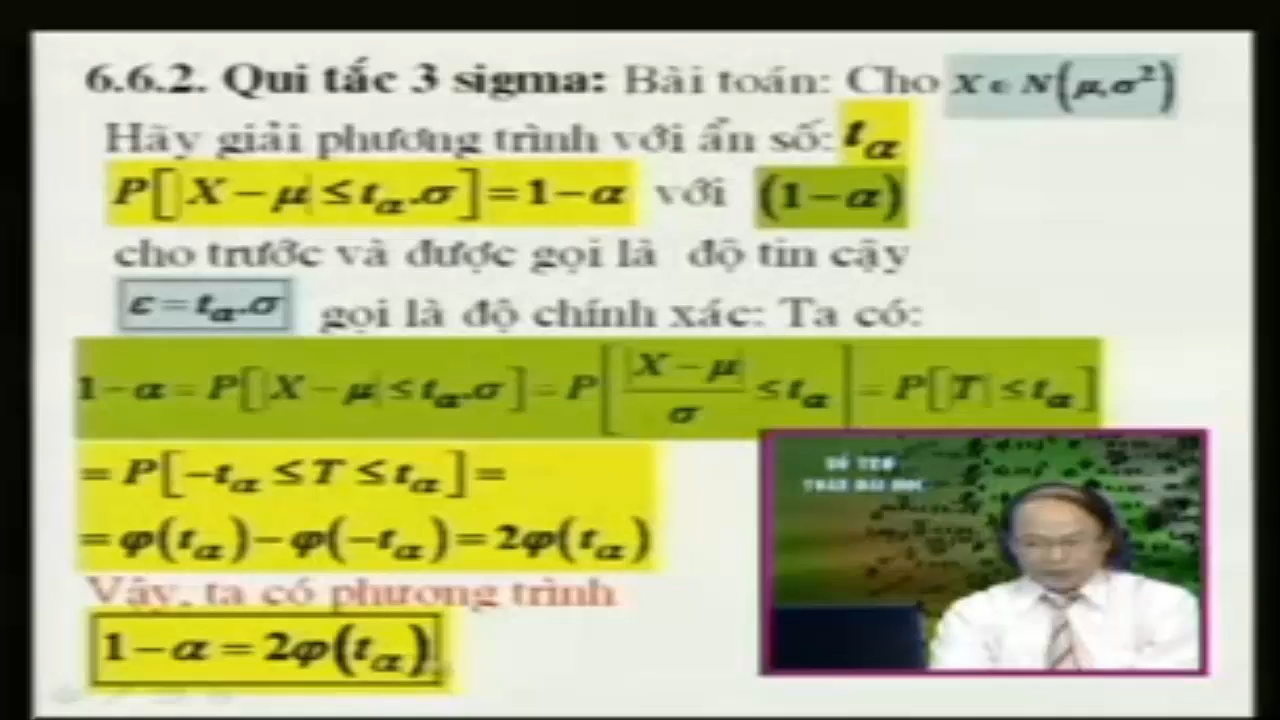 6.6.2. Qui tắc 3 sigma: Bài toán: Cho X ∈ N(μ,σ²)
Hãy giải phương trình với ẩn số: t_α
P[|X − μ| ≤ t_α.σ] = 1 − α với (1 − α)
cho trước và được gọi là độ tin cậy
ε = t_α.σ gọi là độ chính xác: Ta có:
1 − α = P[|X − μ| ≤ t_α.σ] = P[|X − μ|/σ ≤ t_α] = P[|T| ≤ t_α]
= P[−t_α ≤ T ≤ t_α] =
= φ(t_α) − φ(−t_α) = 2φ(t_α)
Vậy, ta có phương trình
1 − α = 2φ(t_α)